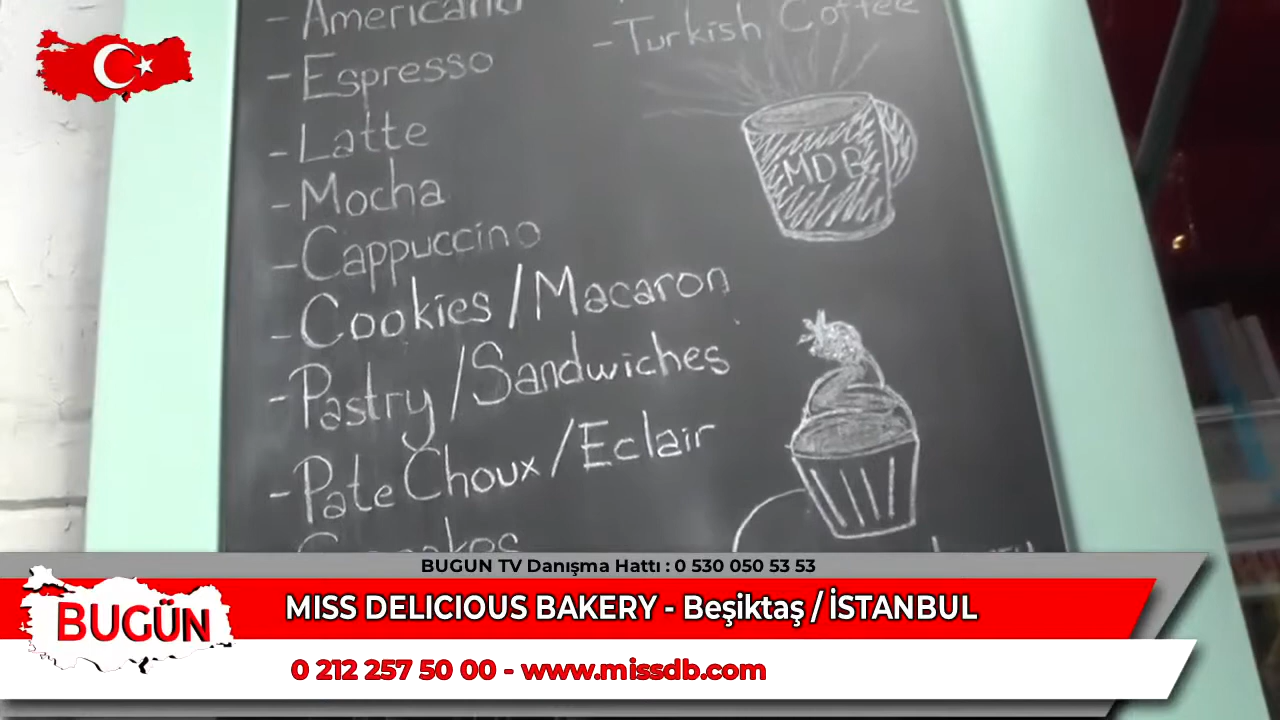 - Americano
- Espresso
- Latte
- Mocha
- Cappuccino
- Cookies / Macaron
- Pastry / Sandwiches
- Pate Choux / Eclair
- Cupcakes
- Turkish Coffee
MDB
BUGUN TV Danışma Hattı : 0 530 050 53 53
BUGÜN
MISS DELICIOUS BAKERY - Beşiktaş / İSTANBUL
0 212 257 50 00 - www.missdb.com